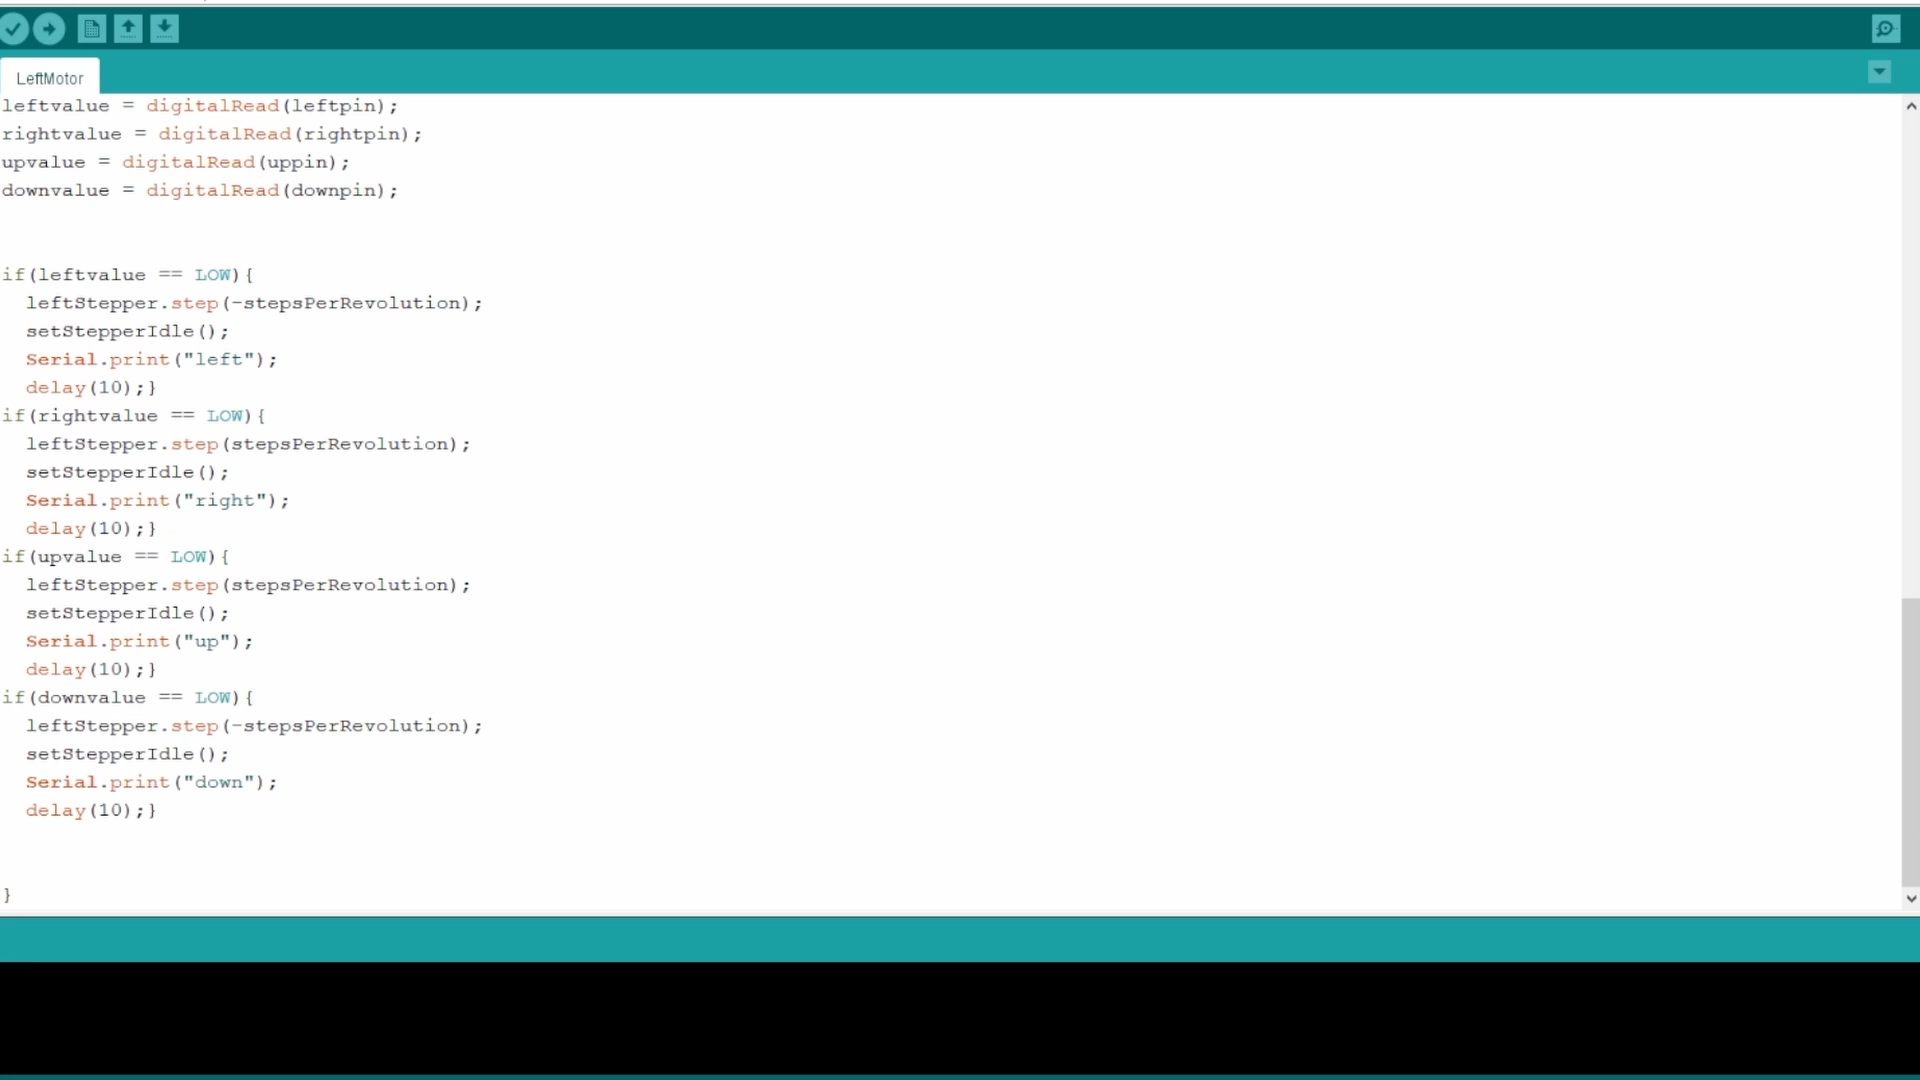 LeftMotor
leftvalue = digitalRead(leftpin);
rightvalue = digitalRead(rightpin);
upvalue = digitalRead(uppin);
downvalue = digitalRead(downpin);
if(leftvalue == LOW){
  leftStepper.step(-stepsPerRevolution);
  setStepperIdle();
  Serial.print("left");
  delay(10);}
if(rightvalue == LOW){
  leftStepper.step(stepsPerRevolution);
  setStepperIdle();
  Serial.print("right");
  delay(10);}
if(upvalue == LOW){
  leftStepper.step(stepsPerRevolution);
  setStepperIdle();
  Serial.print("up");
  delay(10);}
if(downvalue == LOW){
  leftStepper.step(-stepsPerRevolution);
  setStepperIdle();
  Serial.print("down");
  delay(10);}
}